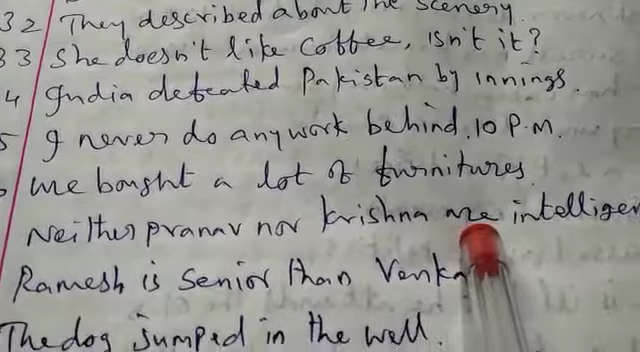 32 They described about the scenery.
33 She doesn't like Coffee, isn't it?
4 India defeated Pakistan by innings.
5 I never do any work behind 10 P.M.
We bought a lot of furnitures.
Neither pranav nor krishna are intelligen
Ramesh is senior than Venka
The dog jumped in the well.